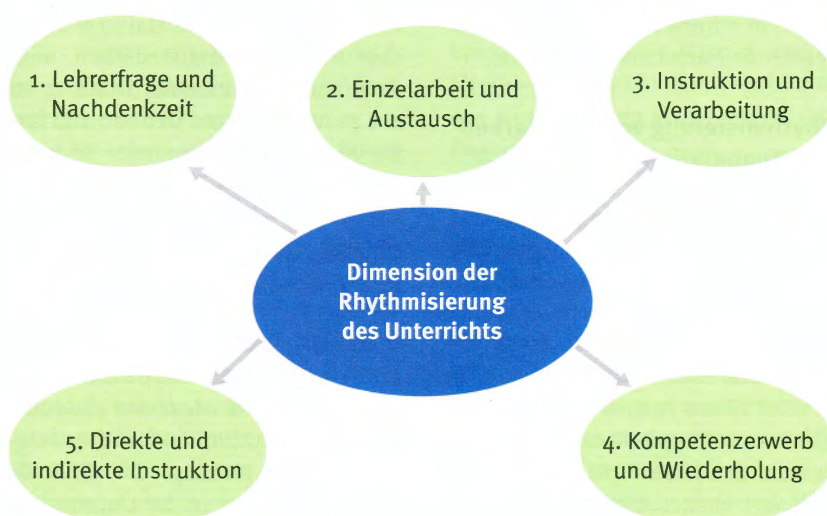 1. Lehrerfrage und
Nachdenkzeit
2. Einzelarbeit und
Austausch
3. Instruktion und
Verarbeitung
Dimension der
Rhythmisierung
des Unterrichts
5. Direkte und
indirekte Instruktion
4. Kompetenzerwerb
und Wiederholung